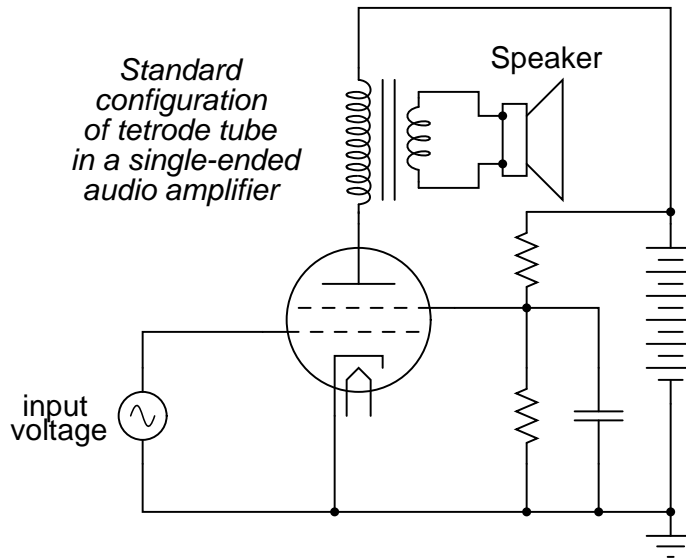 Standard
configuration
of tetrode tube
in a single-ended
audio amplifier
Speaker
input
voltage